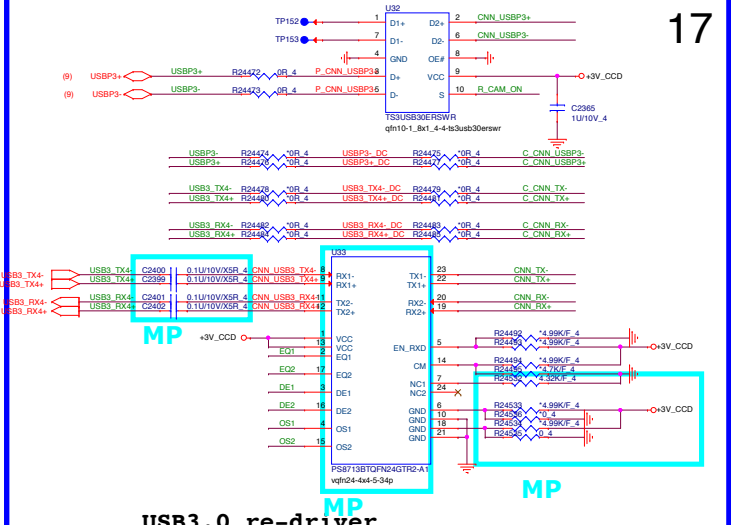 17
U32
TP152 1 D1+ D2+ 2 CNN_USBP3+
TP153 7 D1- D2- 6 CNN_USBP3-
4 GND OE# 8
(9) USBP3+ USBP3+ R24472 0R_4 P_CNN_USBP3 D+ VCC 9 +3V_CCD
(9) USBP3- USBP3- R24473 0R_4 P_CNN_USBP3 5 D- S 10 R_CAM_ON
C2365
1U/10V_4
TS3USB30ERSWR
qfn10-1_8x1_4-4-ts3usb30erswr
USBP3- R24474 *0R_4 USBP3-_DC R24475 *0R_4 C_CNN_USBP3-
USBP3+ R24476 *0R_4 USBP3+_DC R24477 *0R_4 C_CNN_USBP3+
USB3_TX4- R24478 *0R_4 USB3_TX4-_DC R24479 *0R_4 C_CNN_TX-
USB3_TX4+ R24480 *0R_4 USB3_TX4+_DC R24481 *0R_4 C_CNN_TX+
USB3_RX4- R24482 *0R_4 USB3_RX4-_DC R24483 *0R_4 C_CNN_RX-
USB3_RX4+ R24484 *0R_4 USB3_RX4+_DC R24485 *0R_4 C_CNN_RX+
U33
USB3_TX4- USB3_TX4- C2400 0.1U/10V/X5R_4 CNN_USB3_TX4- 8 RX1- TX1- 23 CNN_TX-
USB3_TX4+ USB3_TX4+ C2399 0.1U/10V/X5R_4 CNN_USB3_TX4+ 9 RX1+ TX1+ 22 CNN_TX+
USB3_RX4- USB3_RX4- C2401 0.1U/10V/X5R_4 CNN_USB3_RX4- 11 TX2- RX2- 20 CNN_RX-
USB3_RX4+ USB3_RX4+ C2402 0.1U/10V/X5R_4 CNN_USB3_RX4+ 12 TX2+ RX2+ 19 CNN_RX+
MP
+3V_CCD 1 VCC
13 VCC EN_RXD 5 R24492 *4.99K/F_4
R24493 *4.99K/F_4 +3V_CCD
EQ1 2 EQ1
CM 14 R24494 *4.99K/F_4
R24495 *4.7K/F_4
EQ2 17 EQ2 NC1 7 R24532 4.32K/F_4
DE1 3 DE1 NC2 24
DE2 16 DE2 GND 6 R24533 *4.99K/F_4 +3V_CCD
GND 10 R24536 *0_4
OS1 4 OS1 GND 18 R24534 *4.99K/F_4
GND 21 R24535 0_4
OS2 15 OS2
PS8713BTQFN24GTR2-A1
vqfn24-4x4-5-34p
MP
MP
USB3.0 re-driver